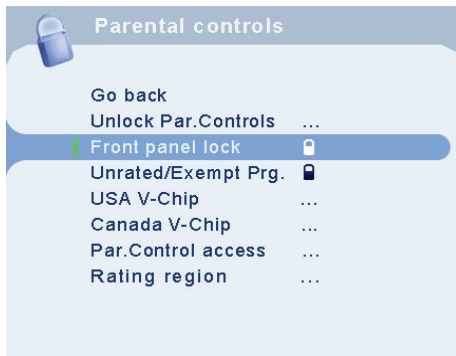 Parental controls
Go back
Unlock Par.Controls ...
Front panel lock
Unrated/Exempt Prg.
USA V-Chip ...
Canada V-Chip ...
Par.Control access ...
Rating region ...